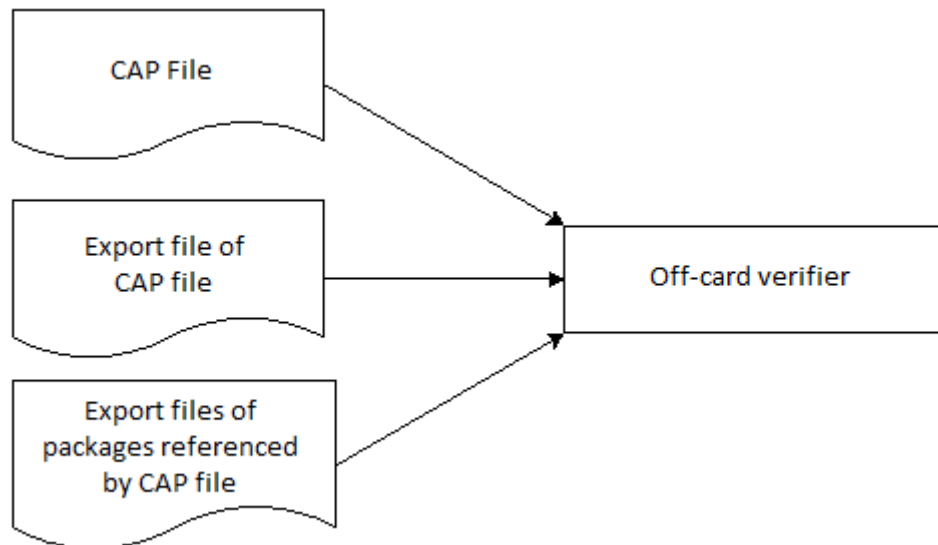 CAP File
Export file of
CAP file
Off-card verifier
Export files of
packages referenced
by CAP file